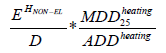 E^{H_{NON-EL}} / D * MDD_{25}^{heating} / ADD^{heating}